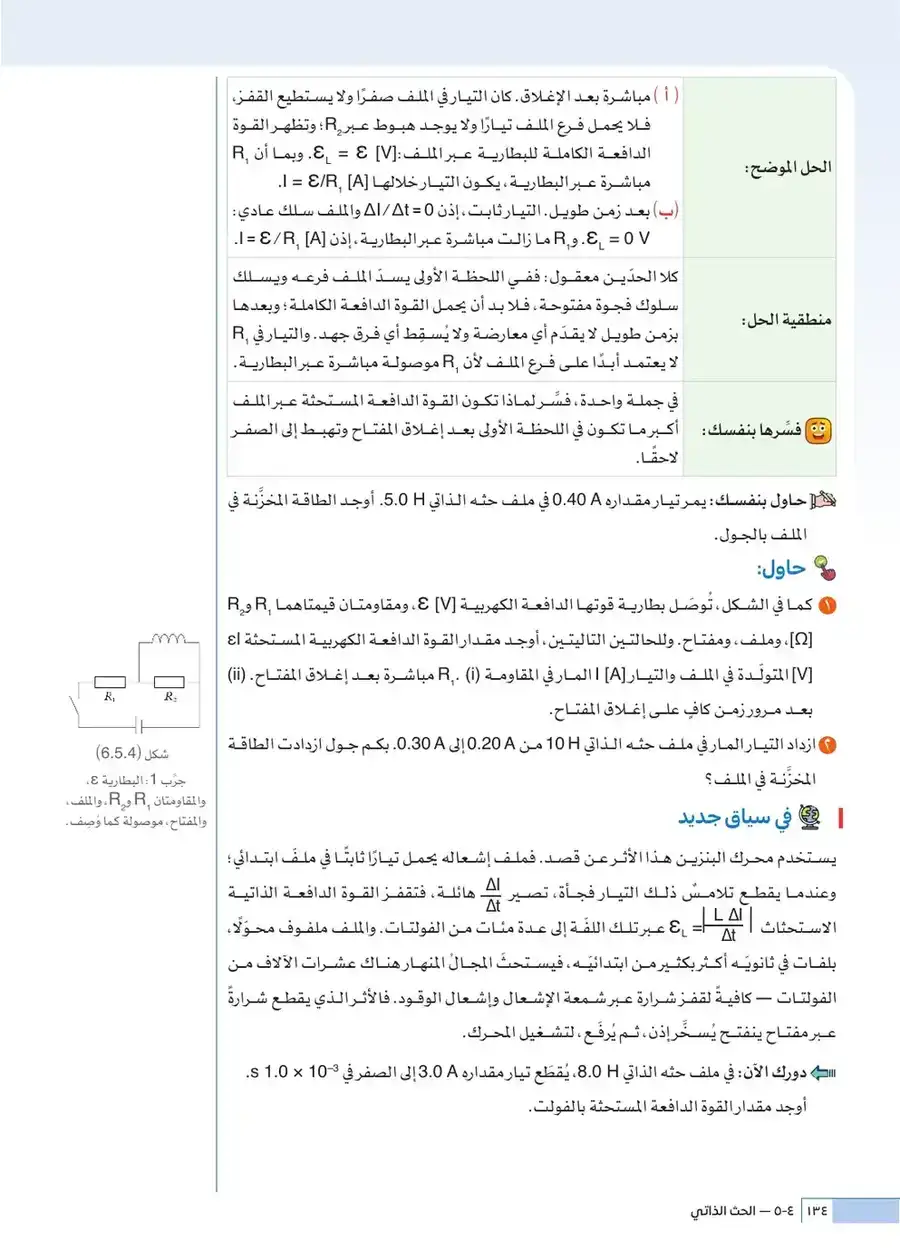 الحل الموضح:
( أ ) مباشرة بعد الإغلاق. كان التيار في الملف صفرًا ولا يستطيع القفز،
فلا يحمل فرع الملف تيارًا ولا يوجد هبوط عبر R₂؛ وتظهر القوة
الدافعة الكاملة للبطارية عبر الملف: Ɛ_L = Ɛ [V]. وبما أن R₁
مباشرة عبر البطارية، يكون التيار خلالها I = Ɛ/R₁ [A].
(ب) بعد زمن طويل. التيار ثابت، إذن ΔI/Δt = 0 والملف سلك عادي:
Ɛ_L = 0 V. وR₁ ما زالت مباشرة عبر البطارية، إذن I = Ɛ/R₁ [A].
منطقية الحل:
كلا الحدّين معقول: ففي اللحظة الأولى يسدّ الملف فرعه ويسلك
سلوك فجوة مفتوحة، فلا بد أن يحمل القوة الدافعة الكاملة؛ وبعدها
بزمن طويل لا يقدّم أي معارضة ولا يُسقِط أي فرق جهد. والتيار في R₁
لا يعتمد أبدًا على فرع الملف لأن R₁ موصولة مباشرة عبر البطارية.
فسِّرها بنفسك:
في جملة واحدة، فسِّر لماذا تكون القوة الدافعة المستحثة عبر الملف
أكبر ما تكون في اللحظة الأولى بعد إغلاق المفتاح وتهبط إلى الصفر
لاحقًا.
حاول بنفسك: يمر تيار مقداره 0.40 A في ملف حثه الذاتي 5.0 H. أوجد الطاقة المخزَّنة في
الملف بالجول.
حاول:
١ كما في الشكل، تُوصَل بطارية قوتها الدافعة الكهربية Ɛ [V]، ومقاومتان قيمتاهما R₁ وR₂
[Ω]، وملف، ومفتاح. وللحالتين التاليتين، أوجد مقدار القوة الدافعة الكهربية المستحثة εl
[V] المتولّدة في الملف والتيار I [A] المار في المقاومة R₁. (i) مباشرة بعد إغلاق المفتاح. (ii)
بعد مرور زمن كافٍ على إغلاق المفتاح.
٢ ازداد التيار المار في ملف حثه الذاتي 10 H من 0.20 A إلى 0.30 A. بكم جول ازدادت الطاقة
المخزَّنة في الملف؟
R₁ R₂
شكل (6.5.4)
جرِّب 1: البطارية ε،
والمقاومتان R₁ وR₂، والملف،
والمفتاح، موصولة كما وُصِف.
في سياق جديد
يستخدم محرك البنزين هذا الأثر عن قصد. فملف إشعاله يحمل تيارًا ثابتًا في ملفّ ابتدائي؛
وعندما يقطع تلامسٌ ذلك التيار فجأة، تصير ΔI/Δt هائلة، فتقفز القوة الدافعة الذاتية
الاستحثاث Ɛ_L = |L ΔI/Δt| عبر تلك اللفّة إلى عدة مئات من الفولتات. والملف ملفوف محوّلًا،
بلفات في ثانويّه أكثر بكثير من ابتدائيّه، فيستحثّ المجالُ المنهار هناك عشرات الآلاف من
الفولتات — كافيةً لقفز شرارة عبر شمعة الإشعال وإشعال الوقود. فالأثر الذي يقطع شرارةً
عبر مفتاح ينفتح يُسخَّر إذن، ثم يُرفَع، لتشغيل المحرك.
دورك الآن: في ملف حثه الذاتي 8.0 H، يُقطَع تيار مقداره 3.0 A إلى الصفر في 1.0 × 10⁻³ s.
أوجد مقدار القوة الدافعة المستحثة بالفولت.
١٣٤ ٤-٥ — الحث الذاتي